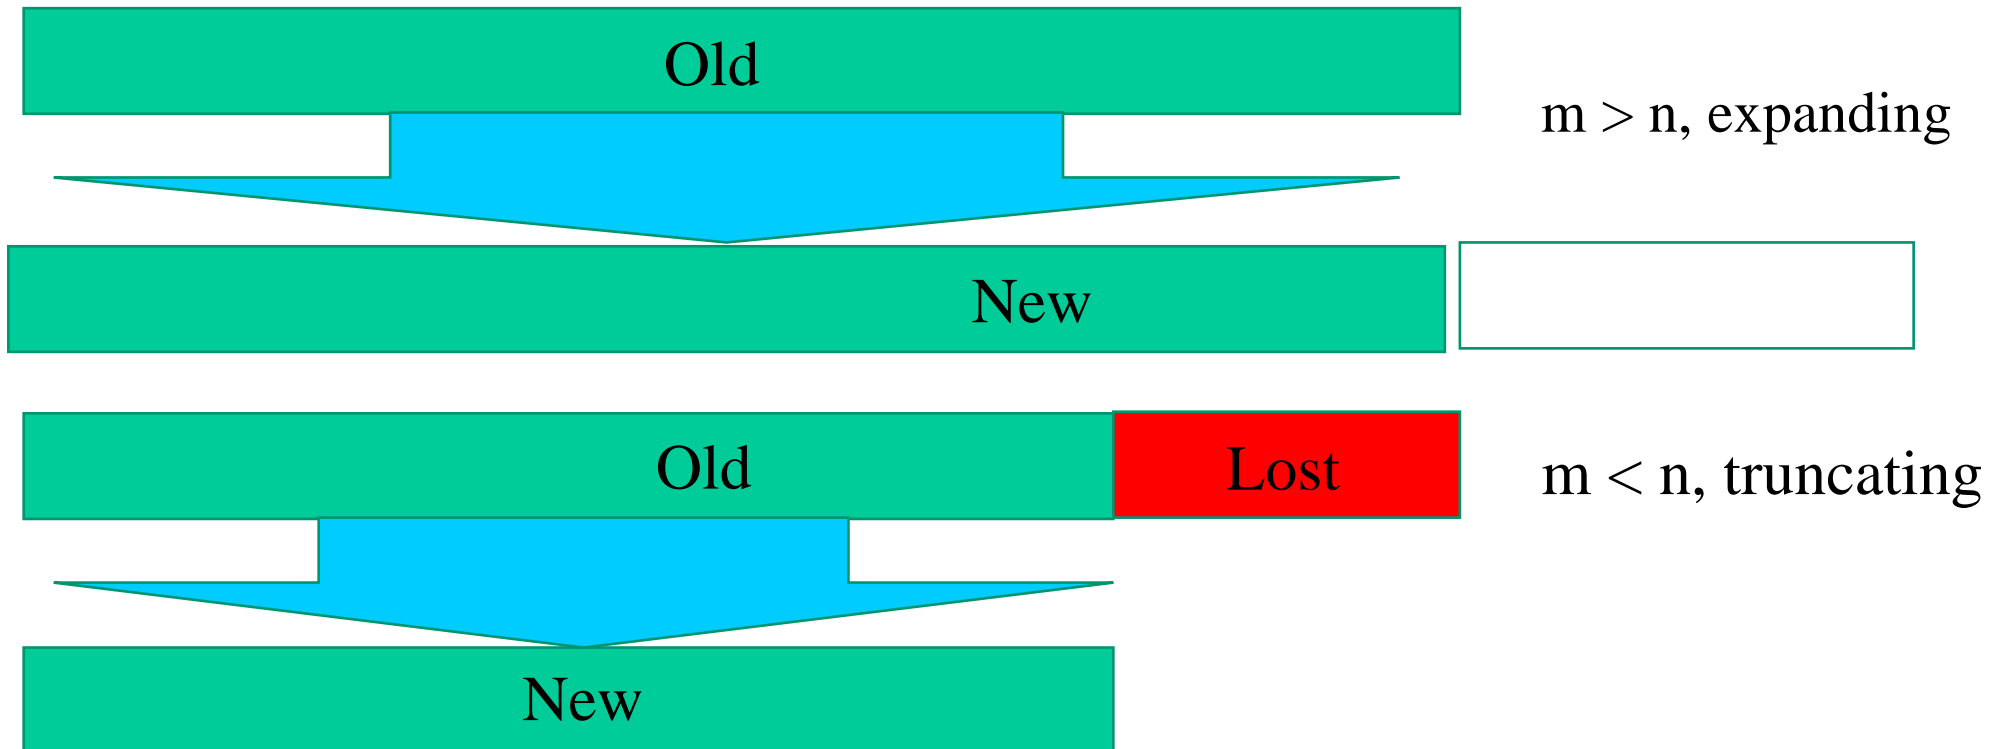 Old
m > n, expanding
New
Old
Lost
m < n, truncating
New